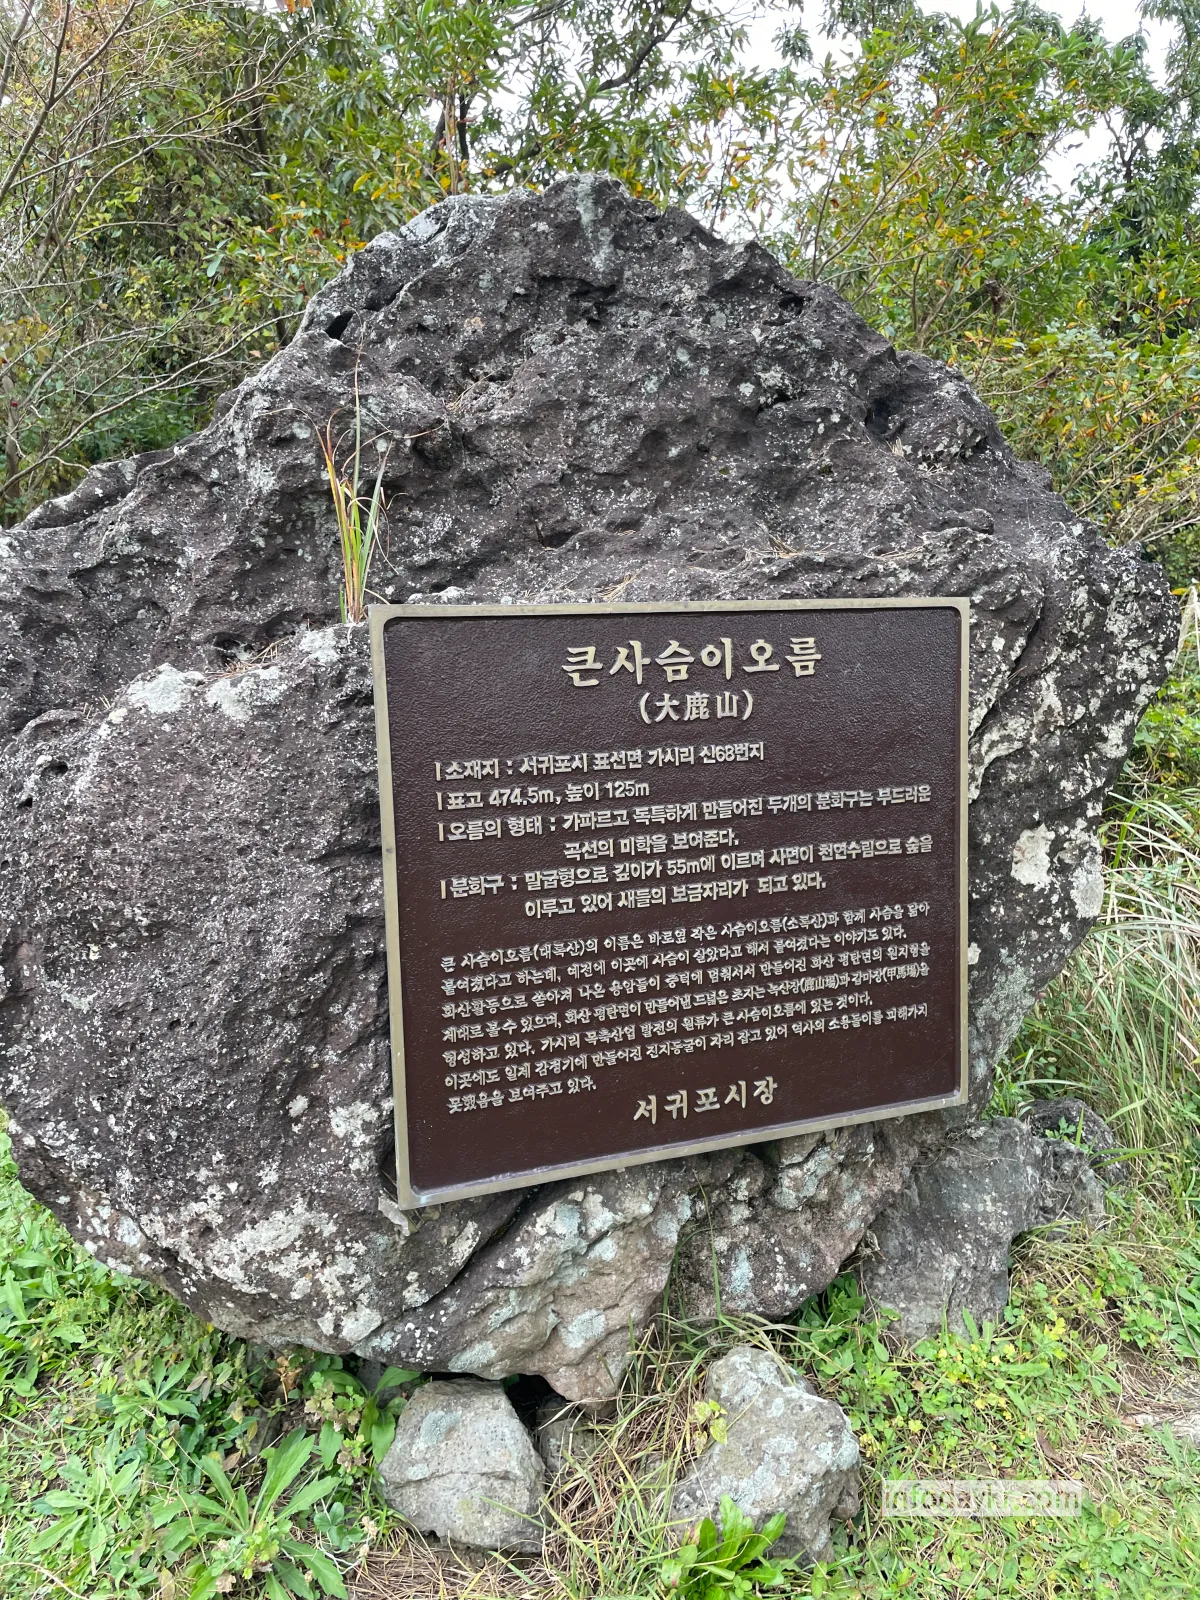 큰사슴이오름
(大鹿山)
소재지 : 서귀포시 표선면 가시리 신68번지
표고 474.5m, 높이 125m
오름의 형태 : 가파르고 독특하게 만들어진 두개의 분화구는 부드러운
곡선의 미학을 보여준다.
분화구 : 말굽형으로 깊이가 55m에 이르며 사면이 천연수림으로 숲을
이루고 있어 새들의 보금자리가 되고 있다.
큰 사슴이오름(대록산)의 이름은 바로옆 작은 사슴이오름(소록산)과 함께 사슴을 닮아
붙여졌다고 하는데, 예전에 이곳에 사슴이 살았다고 해서 붙여졌다는 이야기도 있다.
화산활동으로 쏟아져 나온 용암들이 중턱에 멈춰서서 만들어진 화산 평탄면의 원지형을
제대로 볼 수 있으며, 화산 평탄면이 만들어낸 드넓은 초지는 녹산장(鹿山場)과 갑마장(甲馬場)을
형성하고 있다. 가시리 목축산업 발전의 원류가 큰 사슴이오름에 있는 것이다.
이곳에도 일제 강점기에 만들어진 진지동굴이 자리 잡고 있어 역사의 소용돌이를 피해가지
못했음을 보여주고 있다.
서귀포시장